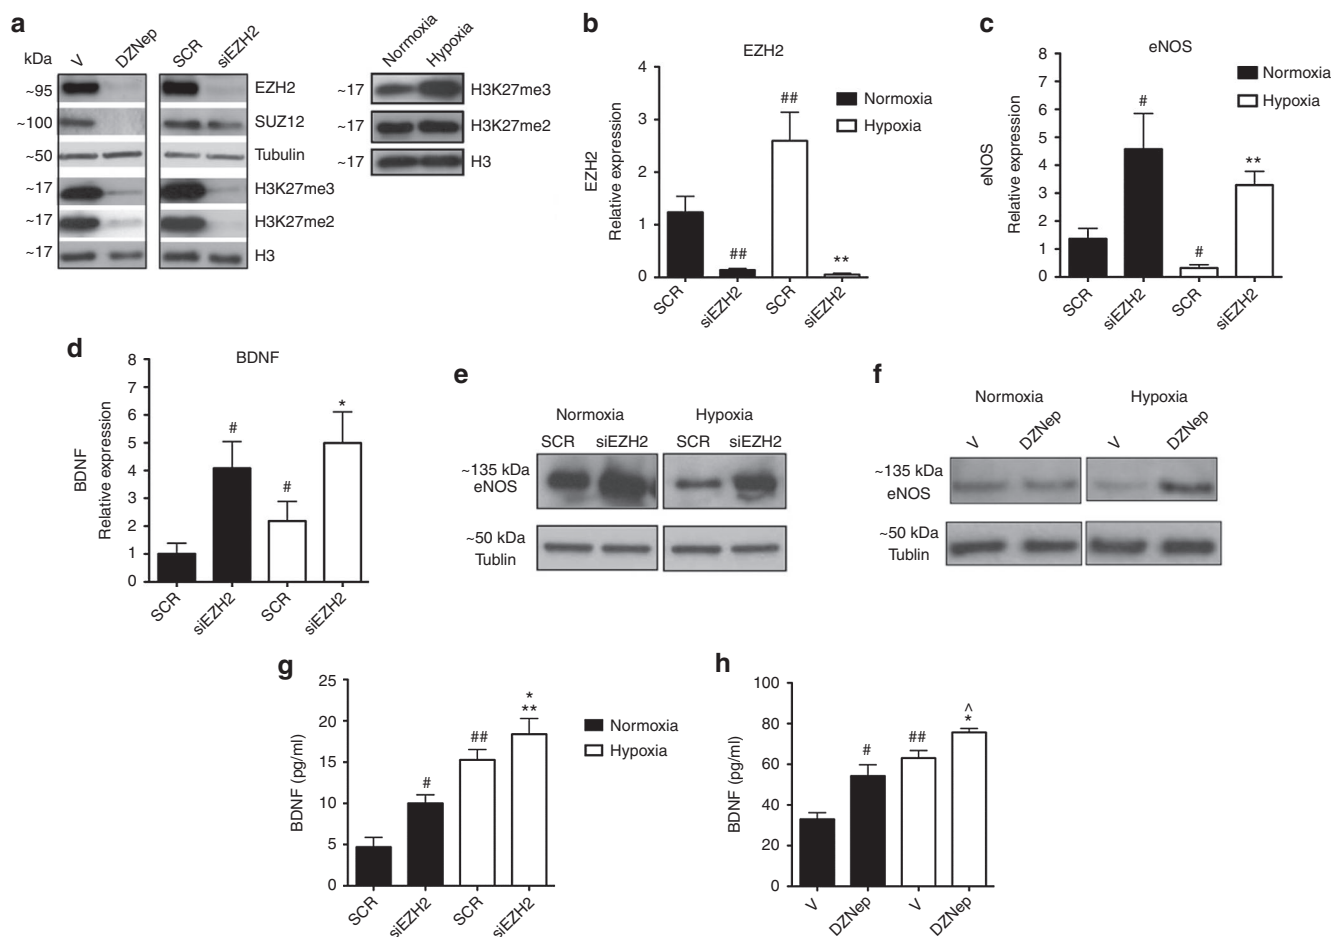 a
kDa
V
DZNep
SCR
siEZH2
~95
EZH2
~100
SUZ12
~50
Tubulin
~17
H3K27me3
~17
H3K27me2
~17
H3
Normoxia
Hypoxia
~17
H3K27me3
~17
H3K27me2
~17
H3
b
EZH2
EZH2
Relative expression
4
3
2
1
0
##
##
**
SCR
siEZH2
SCR
siEZH2
Normoxia
Hypoxia
c
eNOS
eNOS
Relative expression
8
7
6
5
4
3
2
1
0
#
#
**
SCR
siEZH2
SCR
siEZH2
Normoxia
Hypoxia
d
BDNF
BDNF
Relative expression
8
7
6
5
4
3
2
1
0
#
#
*
SCR
siEZH2
SCR
siEZH2
e
Normoxia
Hypoxia
SCR siEZH2
SCR siEZH2
~135 kDa
eNOS
~50 kDa
Tublin
f
Normoxia
Hypoxia
V
DZNep
V
DZNep
~135 kDa
eNOS
~50 kDa
Tublin
g
BDNF (pg/ml)
25
20
15
10
5
0
#
##
*
**
SCR
siEZH2
SCR
siEZH2
Normoxia
Hypoxia
h
BDNF (pg/ml)
100
80
60
40
20
0
#
##
^
*
V
DZNep
V
DZNep